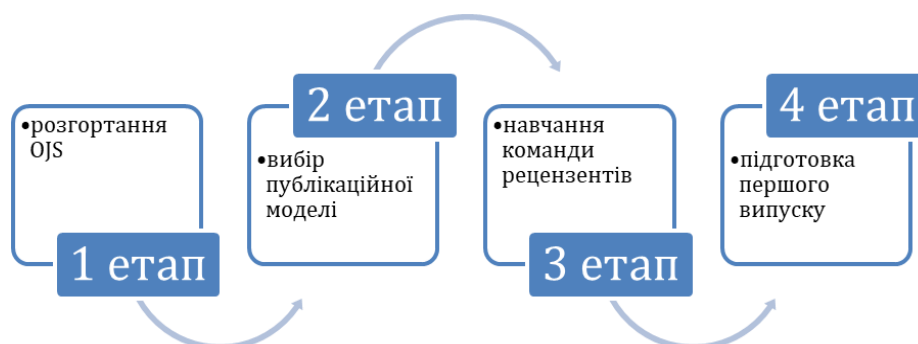 •розгортання
OJS
1 етап
2 етап
•вибір
публікаційної
моделі
•навчання
команди
рецензентів
3 етап
4 етап
•підготовка
першого
випуску